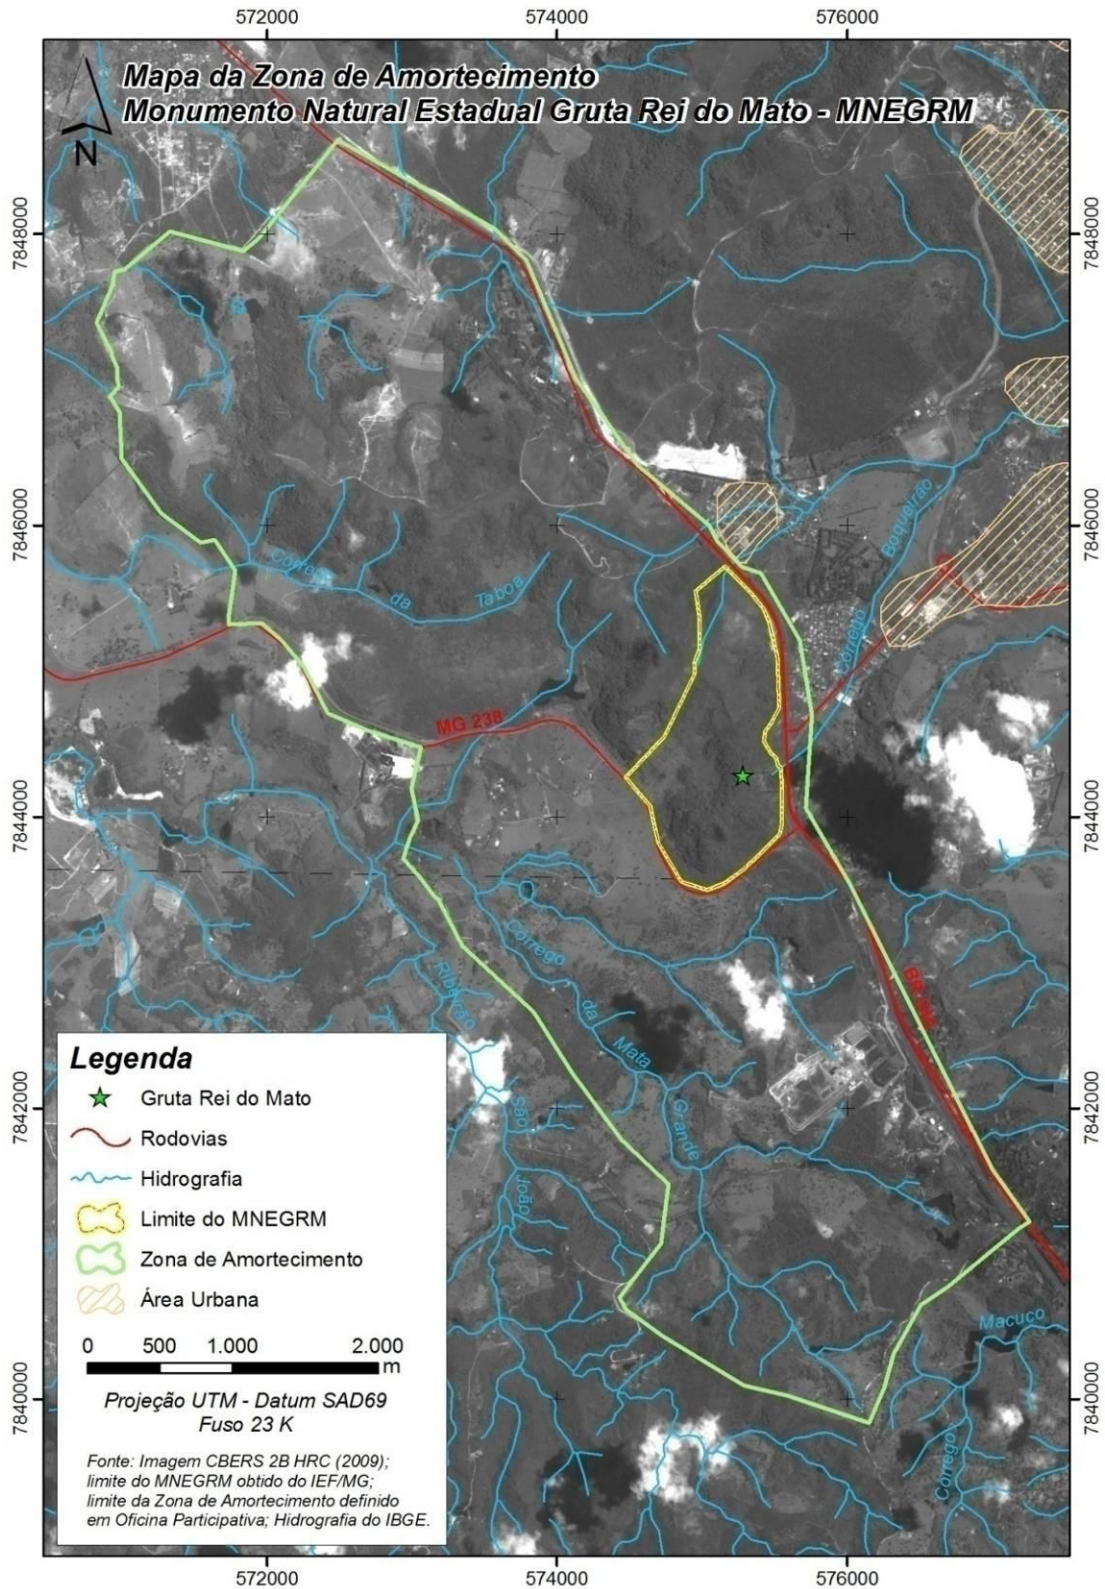 572000
574000
576000
Mapa da Zona de Amortecimento
Monumento Natural Estadual Gruta Rei do Mato - MNEGRM
N
7848000
7848000
7846000
7846000
Boqueirão
Córrego
Córrego
da
Taboa
MG 238
7844000
7844000
Córrego
da
Mata
Grande
Ribeirão
São
João
7842000
7842000
Legenda
Gruta Rei do Mato
Rodovias
Hidrografia
Limite do MNEGRM
Zona de Amortecimento
Área Urbana
0 500 1.000 2.000
m
Projeção UTM - Datum SAD69
Fuso 23 K
Fonte: Imagem CBERS 2B HRC (2009);
limite do MNEGRM obtido do IEF/MG;
limite da Zona de Amortecimento definido
em Oficina Participativa; Hidrografia do IBGE.
Macuco
Córrego
7840000
7840000
572000
574000
576000